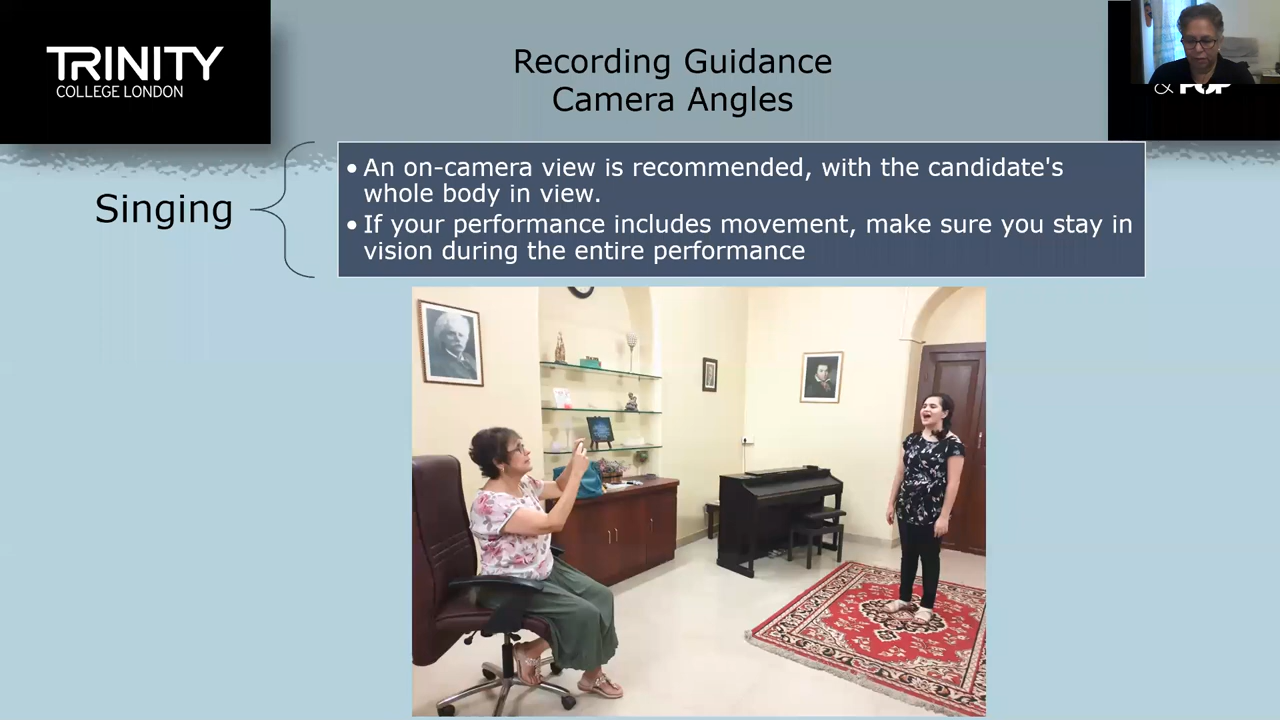 TRINITY
COLLEGE LONDON
Recording Guidance
Camera Angles
Singing
• An on-camera view is recommended, with the candidate's
whole body in view.
• If your performance includes movement, make sure you stay in
vision during the entire performance
& POP